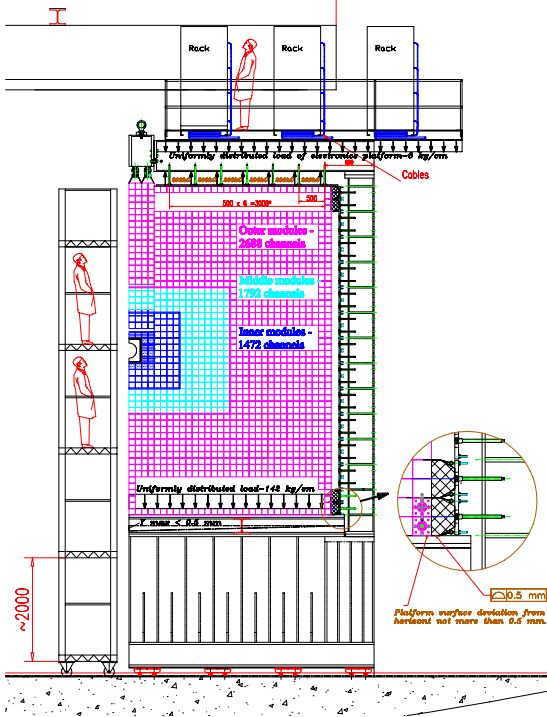 Rack
Rack
Rack
Uniformly distributed load of electronics platform-6 kg/cm
Cables
500 x 6 =3000*
500
Outer modules -
2688 channels
Middle modules -
1792 channels
Inner modules -
1472 channels
Uniformly distributed load-148 kg/cm
Y max < 0.5 mm
~2000
0.5 mm
Platform surface deviation from
horizont not more than 0.5 mm.